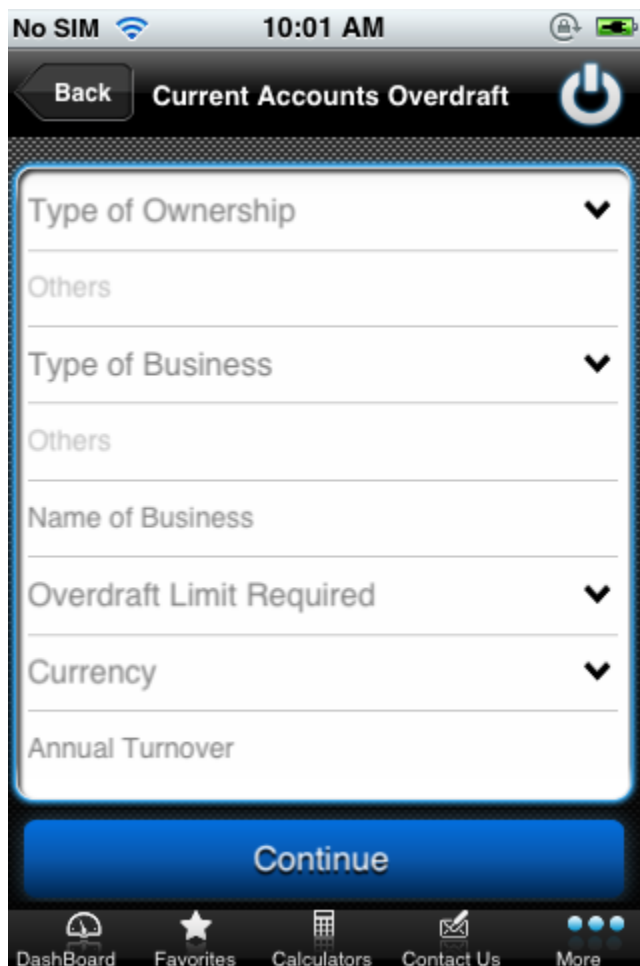 No SIM 10:01 AM
Back Current Accounts Overdraft
Type of Ownership
Others
Type of Business
Others
Name of Business
Overdraft Limit Required
Currency
Annual Turnover
Continue
DashBoard Favorites Calculators Contact Us More